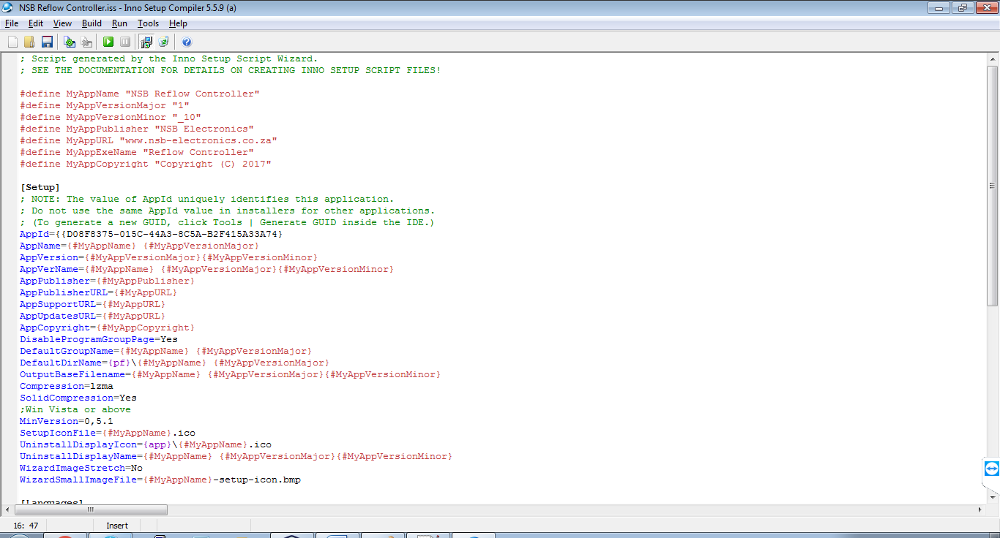 NSB Reflow Controller.iss - Inno Setup Compiler 5.5.9 (a)
File Edit View Build Run Tools Help
; Script generated by the Inno Setup Script Wizard.
; SEE THE DOCUMENTATION FOR DETAILS ON CREATING INNO SETUP SCRIPT FILES!
#define MyAppName "NSB Reflow Controller"
#define MyAppVersionMajor "1"
#define MyAppVersionMinor "_10"
#define MyAppPublisher "NSB Electronics"
#define MyAppURL "www.nsb-electronics.co.za"
#define MyAppExeName "Reflow Controller"
#define MyAppCopyright "Copyright (C) 2017"
[Setup]
; NOTE: The value of AppId uniquely identifies this application.
; Do not use the same AppId value in installers for other applications.
; (To generate a new GUID, click Tools | Generate GUID inside the IDE.)
AppId={{D08F8375-015C-44A3-8C5A-B2F415A33A74}
AppName={#MyAppName} {#MyAppVersionMajor}
AppVersion={#MyAppVersionMajor}{#MyAppVersionMinor}
AppVerName={#MyAppName} {#MyAppVersionMajor}{#MyAppVersionMinor}
AppPublisher={#MyAppPublisher}
AppPublisherURL={#MyAppURL}
AppSupportURL={#MyAppURL}
AppUpdatesURL={#MyAppURL}
AppCopyright={#MyAppCopyright}
DisableProgramGroupPage=Yes
DefaultGroupName={#MyAppName} {#MyAppVersionMajor}
DefaultDirName={pf}\{#MyAppName} {#MyAppVersionMajor}
OutputBaseFilename={#MyAppName} {#MyAppVersionMajor}{#MyAppVersionMinor}
Compression=lzma
SolidCompression=Yes
;Win Vista or above
MinVersion=0,5.1
SetupIconFile={#MyAppName}.ico
UninstallDisplayIcon={app}\{#MyAppName}.ico
UninstallDisplayName={#MyAppName} {#MyAppVersionMajor}{#MyAppVersionMinor}
WizardImageStretch=No
WizardSmallImageFile={#MyAppName}-setup-icon.bmp
[Languages]
16: 47 Insert